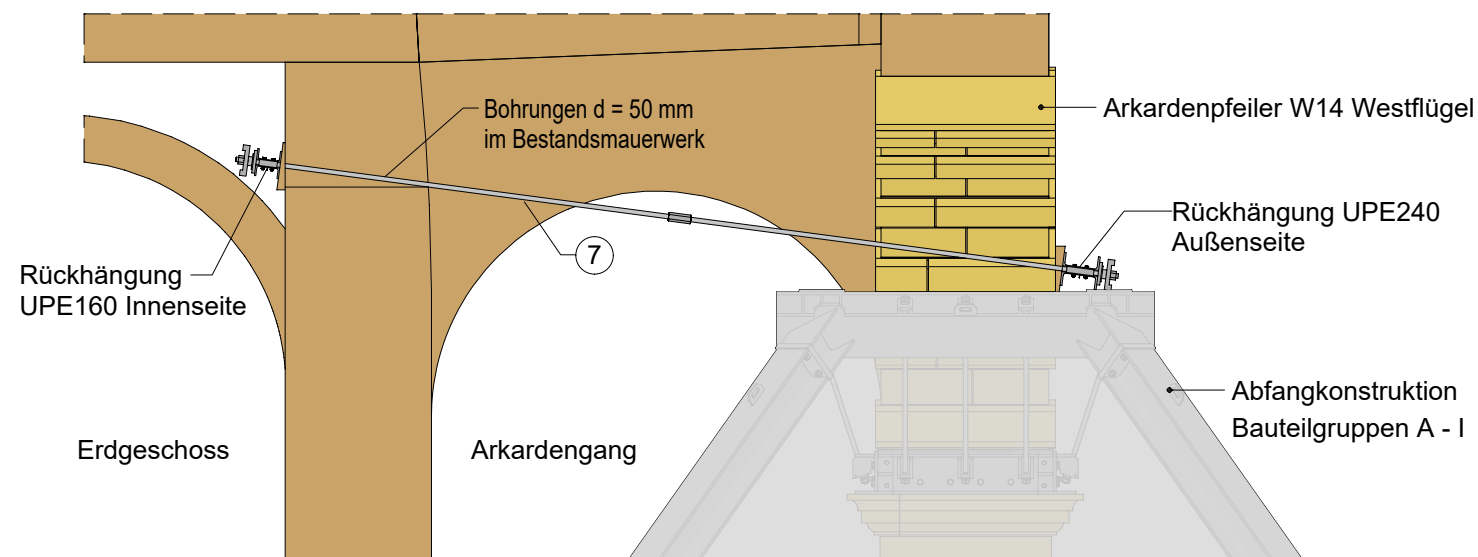 Bohrungen d = 50 mm
im Bestandsmauerwerk
Arkardenpfeiler W14 Westflügel
Rückhängung UPE240
Außenseite
7
Rückhängung
UPE160 Innenseite
Abfangkonstruktion
Bauteilgruppen A - I
Erdgeschoss
Arkardengang